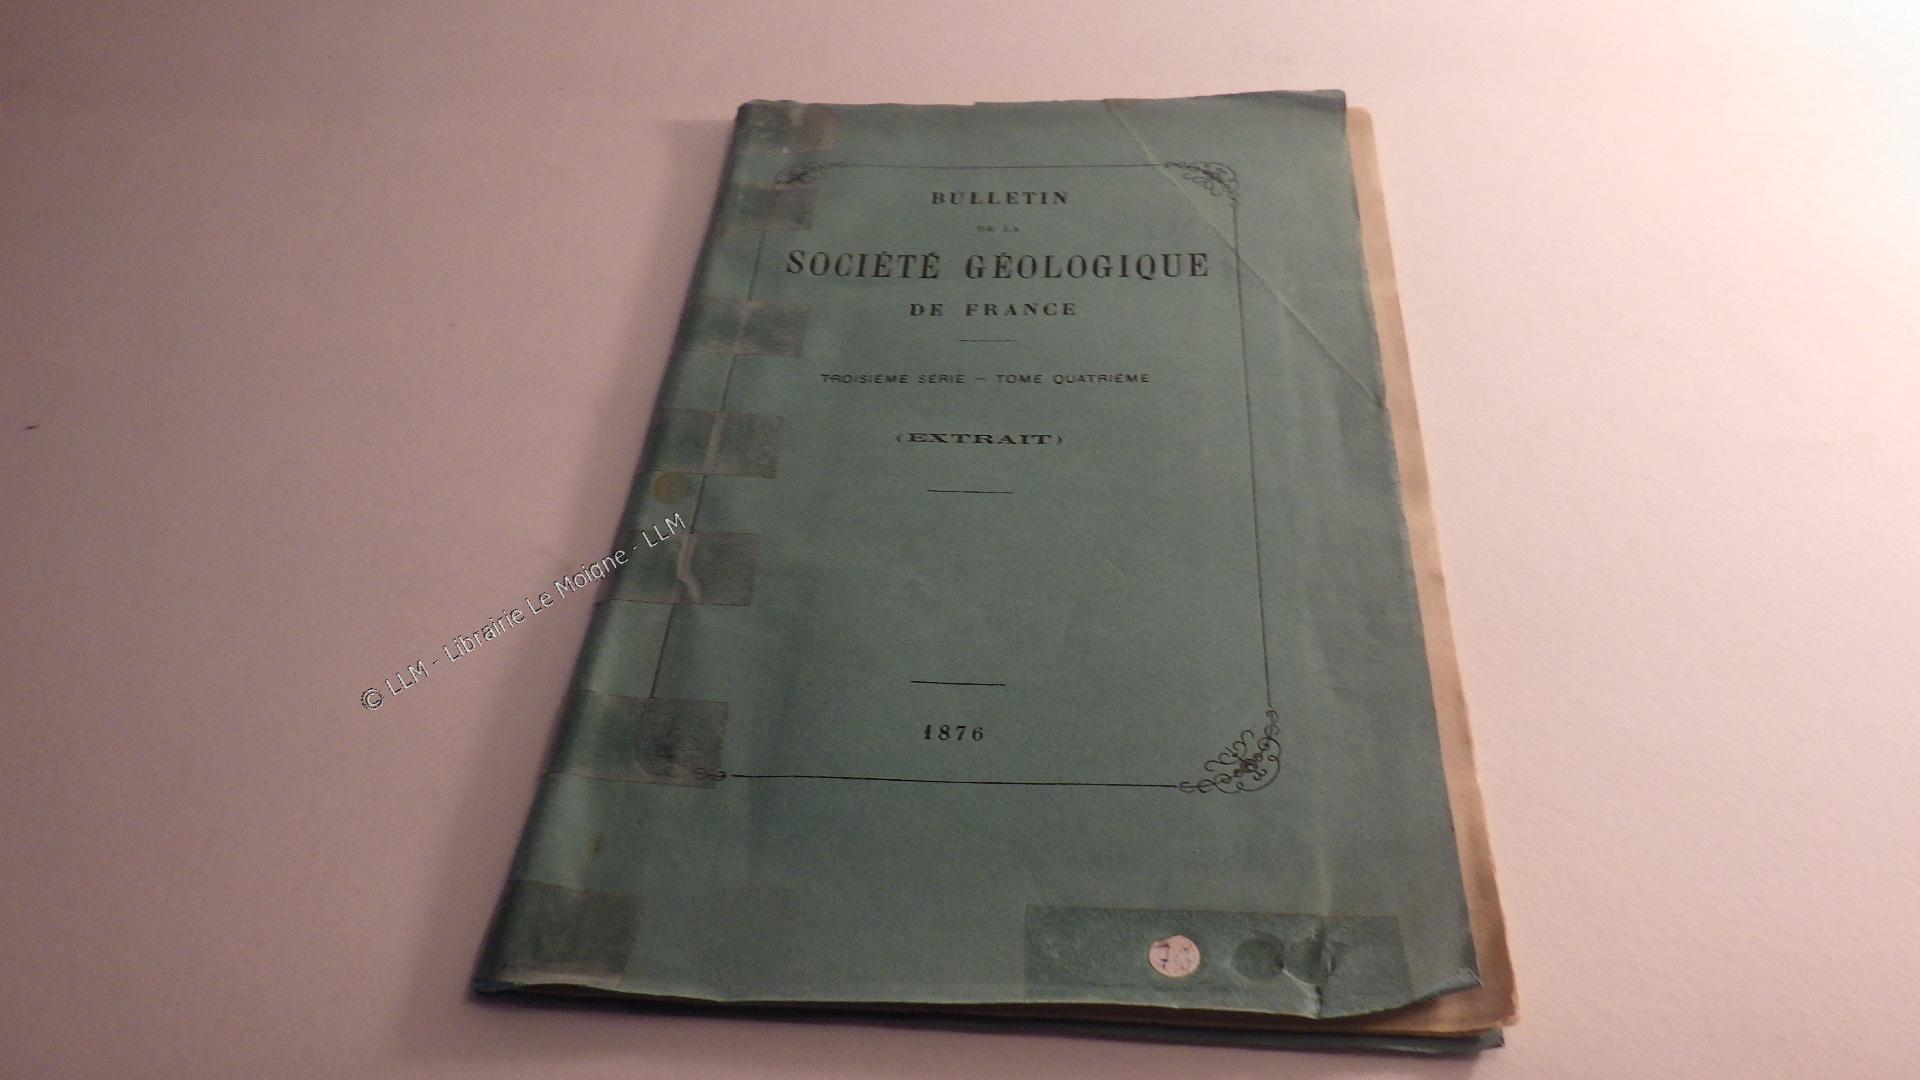 BULLETIN
DE LA
SOCIÉTÉ GÉOLOGIQUE
DE FRANCE
TROISIÈME SÉRIE — TOME QUATRIÈME
(EXTRAIT)
1876
© LLM - Librairie Le Moigne - LLM